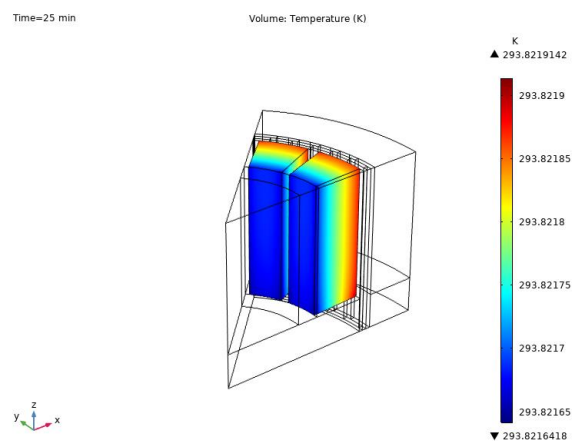 Time=25 min
Volume: Temperature (K)
K
▲ 293.8219142
293.8219
293.82185
293.8218
293.82175
293.8217
293.82165
▼ 293.8216418
z
y
x